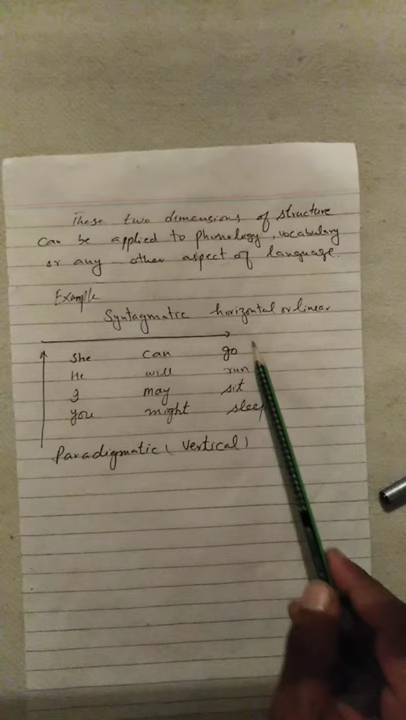 These two dimensions of structure
can be applied to phonology, vocabulary
or any other aspect of language.
Example
Syntagmatic horizontal or linear
She can go
He will run
I may sit
you might sleep
Paradigmatic ( vertical )